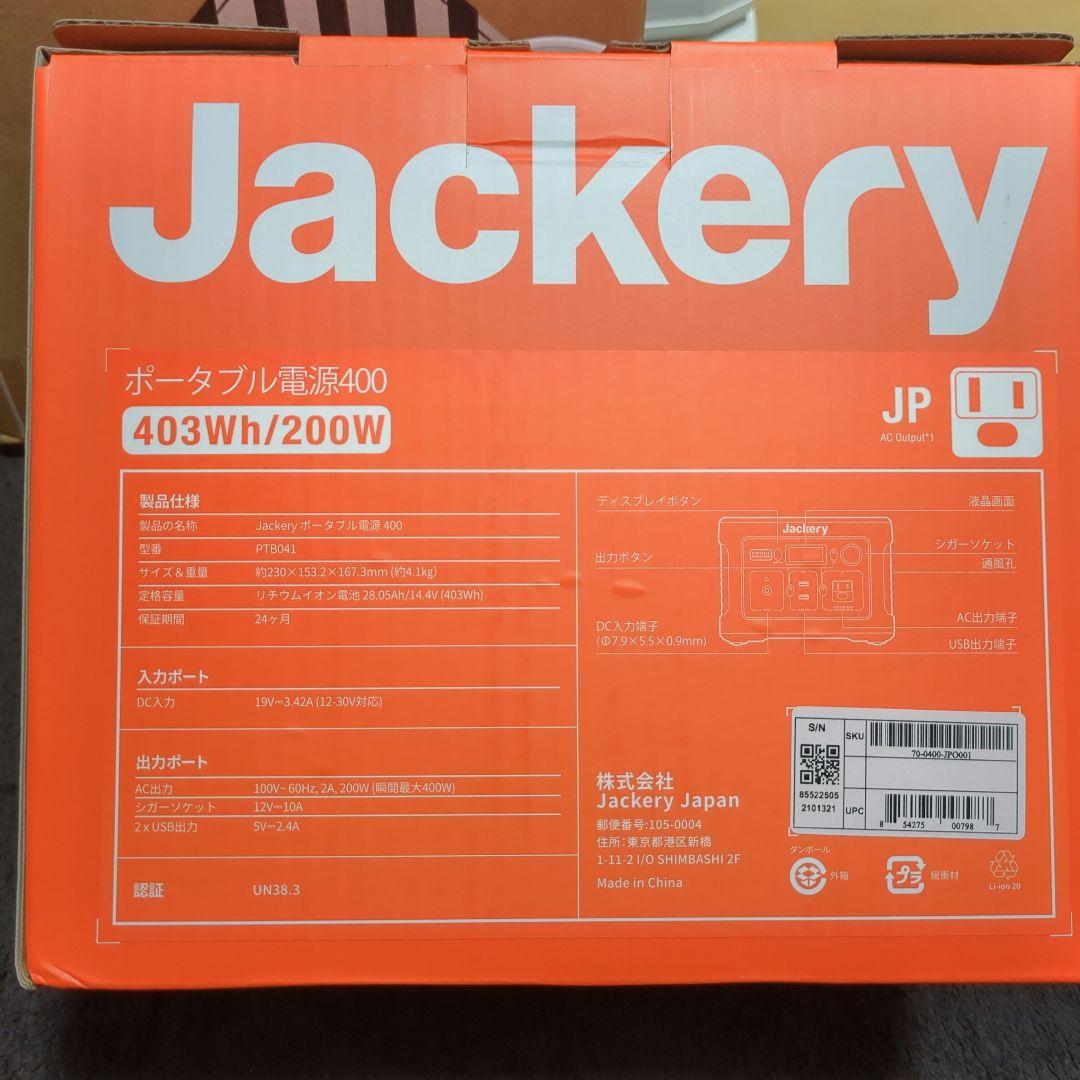 Jackery
ポータブル電源400
403Wh/200W
JP
AC Output*1
製品仕様
製品の名称 Jackery ポータブル電源 400
型番 PTB041
サイズ&重量 約230×153.2×167.3mm (約4.1kg)
定格容量 リチウムイオン電池 28.05Ah/14.4V (403Wh)
保証期間 24ヶ月
入力ポート
DC入力 19V⎓3.42A (12-30V対応)
出力ポート
AC出力 100V~ 60Hz, 2A, 200W (瞬間最大400W)
シガーソケット 12V⎓10A
2 x USB出力 5V⎓2.4A
認証 UN38.3
ディスプレイボタン
液晶画面
Jackery
出力ボタン
シガーソケット
通風孔
DC入力端子
(Φ7.9×5.5×0.9mm)
AC出力端子
USB出力端子
S/N
85522505
2101321
SKU
70-0400-JPO001
UPC
8 54275 00798 7
株式会社
Jackery Japan
郵便番号:105-0004
住所:東京都港区新橋
1-11-2 I/O SHIMBASHI 2F
Made in China
ダンボール
外箱
プラ
緩衝材
Li-ion 20